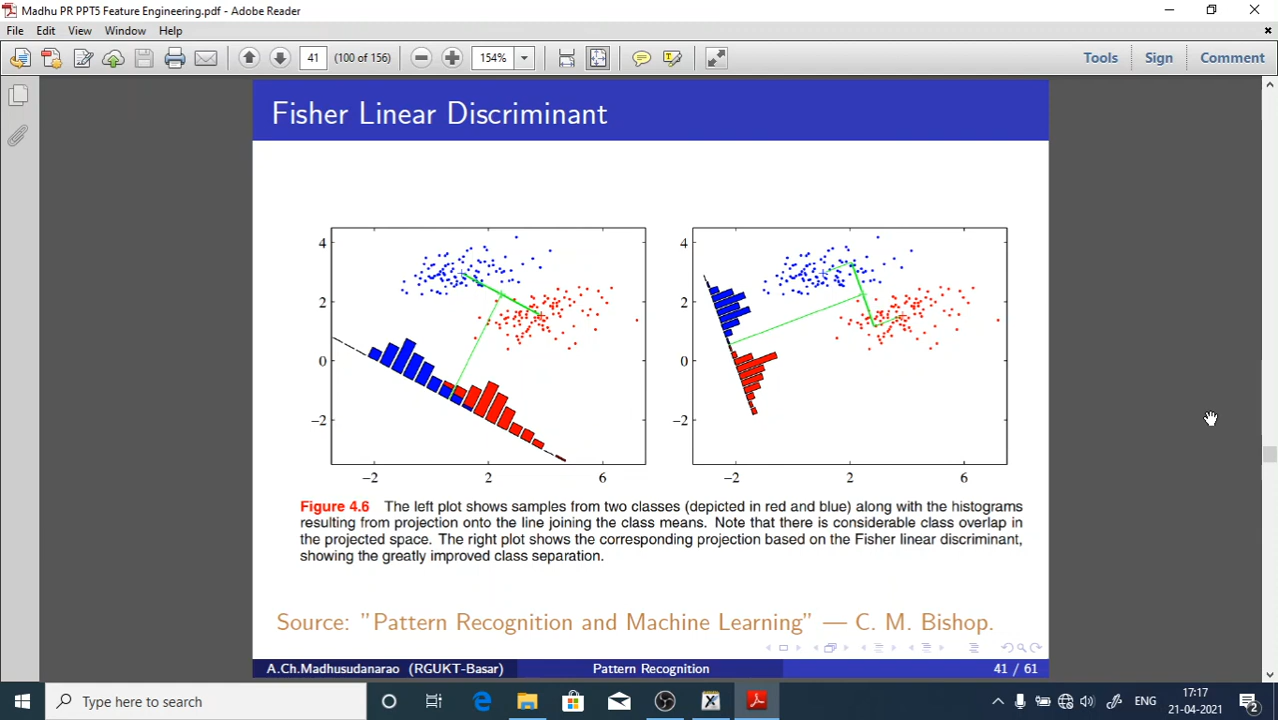 Madhu PR PPT5 Feature Engineering.pdf - Adobe Reader
File Edit View Window Help
41 (100 of 156) 154% Tools Sign Comment
Fisher Linear Discriminant
4
2
0
−2
−2 2 6
4
2
0
−2
−2 2 6
Figure 4.6 The left plot shows samples from two classes (depicted in red and blue) along with the histograms
resulting from projection onto the line joining the class means. Note that there is considerable class overlap in
the projected space. The right plot shows the corresponding projection based on the Fisher linear discriminant,
showing the greatly improved class separation.
Source: "Pattern Recognition and Machine Learning" — C. M. Bishop.
A.Ch.Madhusudanarao (RGUKT-Basar) Pattern Recognition 41 / 61
Type here to search
ENG
17:17
21-04-2021
2